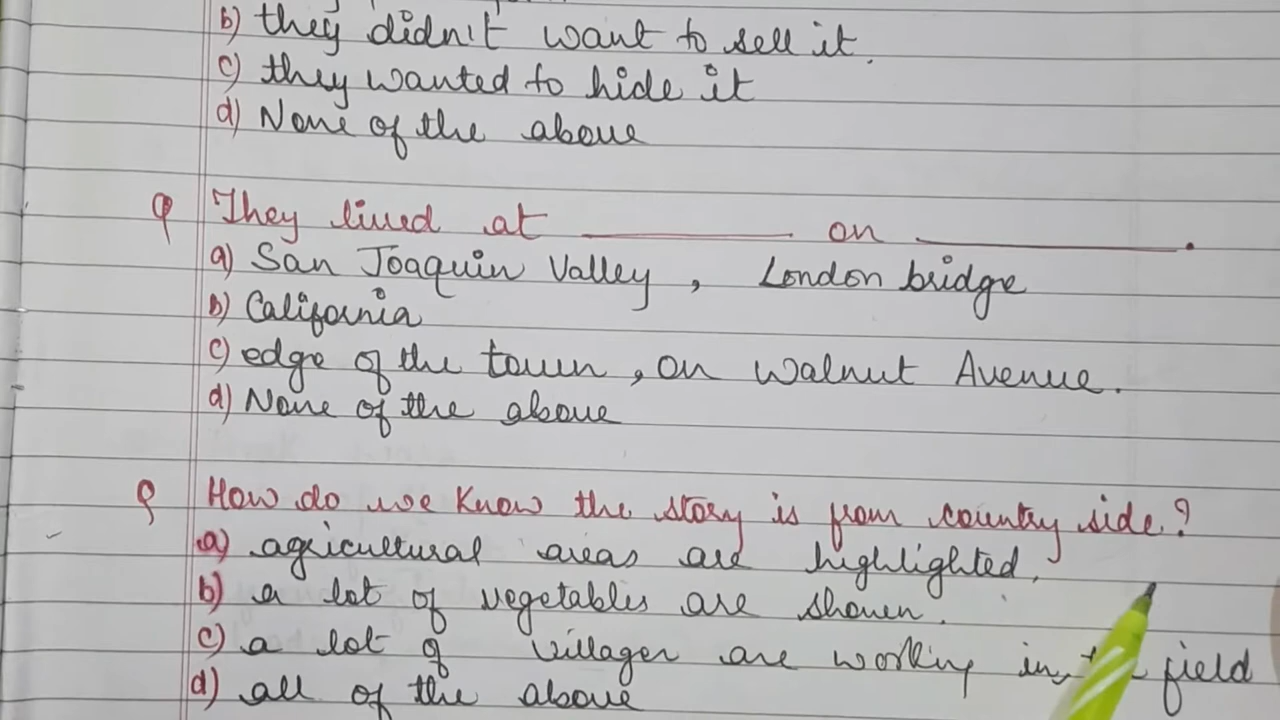 b) they didn't want to sell it.
c) they wanted to hide it
d) None of the above
Q They lived at ________ on __________.
a) San Joaquin Valley, London bridge
b) California
c) edge of the town, on Walnut Avenue.
d) None of the above
Q How do we know the story is from country side?
a) agricultural areas are highlighted.
b) a lot of vegetables are shown.
c) a lot of villager are working in field
d) all of the above